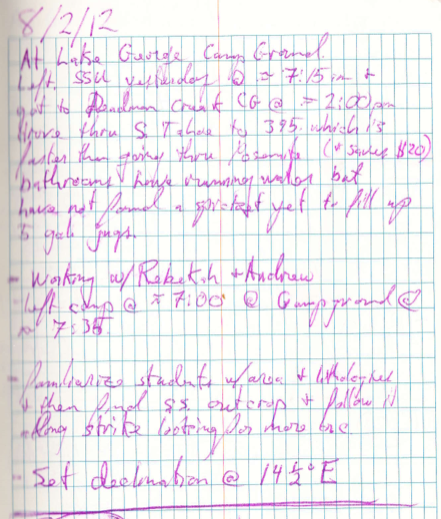 8/2/12
At Lake George Camp Ground.
Left SSU yesterday @ ≈ 7:15 am +
got to Deadman Creek CG @ ≈ 2:00 pm
Drove thru S. Tahoe to 395 which is
faster than going thru Yosemite (+ saves $20)
bathrooms have running water but
have not found a spicket yet to fill up
5 gall jugs.
- Working w/ Rebekah + Andrew
Left camp @ ≈ 7:00 @ Campground @
≈ 7:35
- Familiarize students w/ area + lithologies
+ then find ss. outcrop + follow it
along strike looking for more
- Set declination @ 14 ½° E